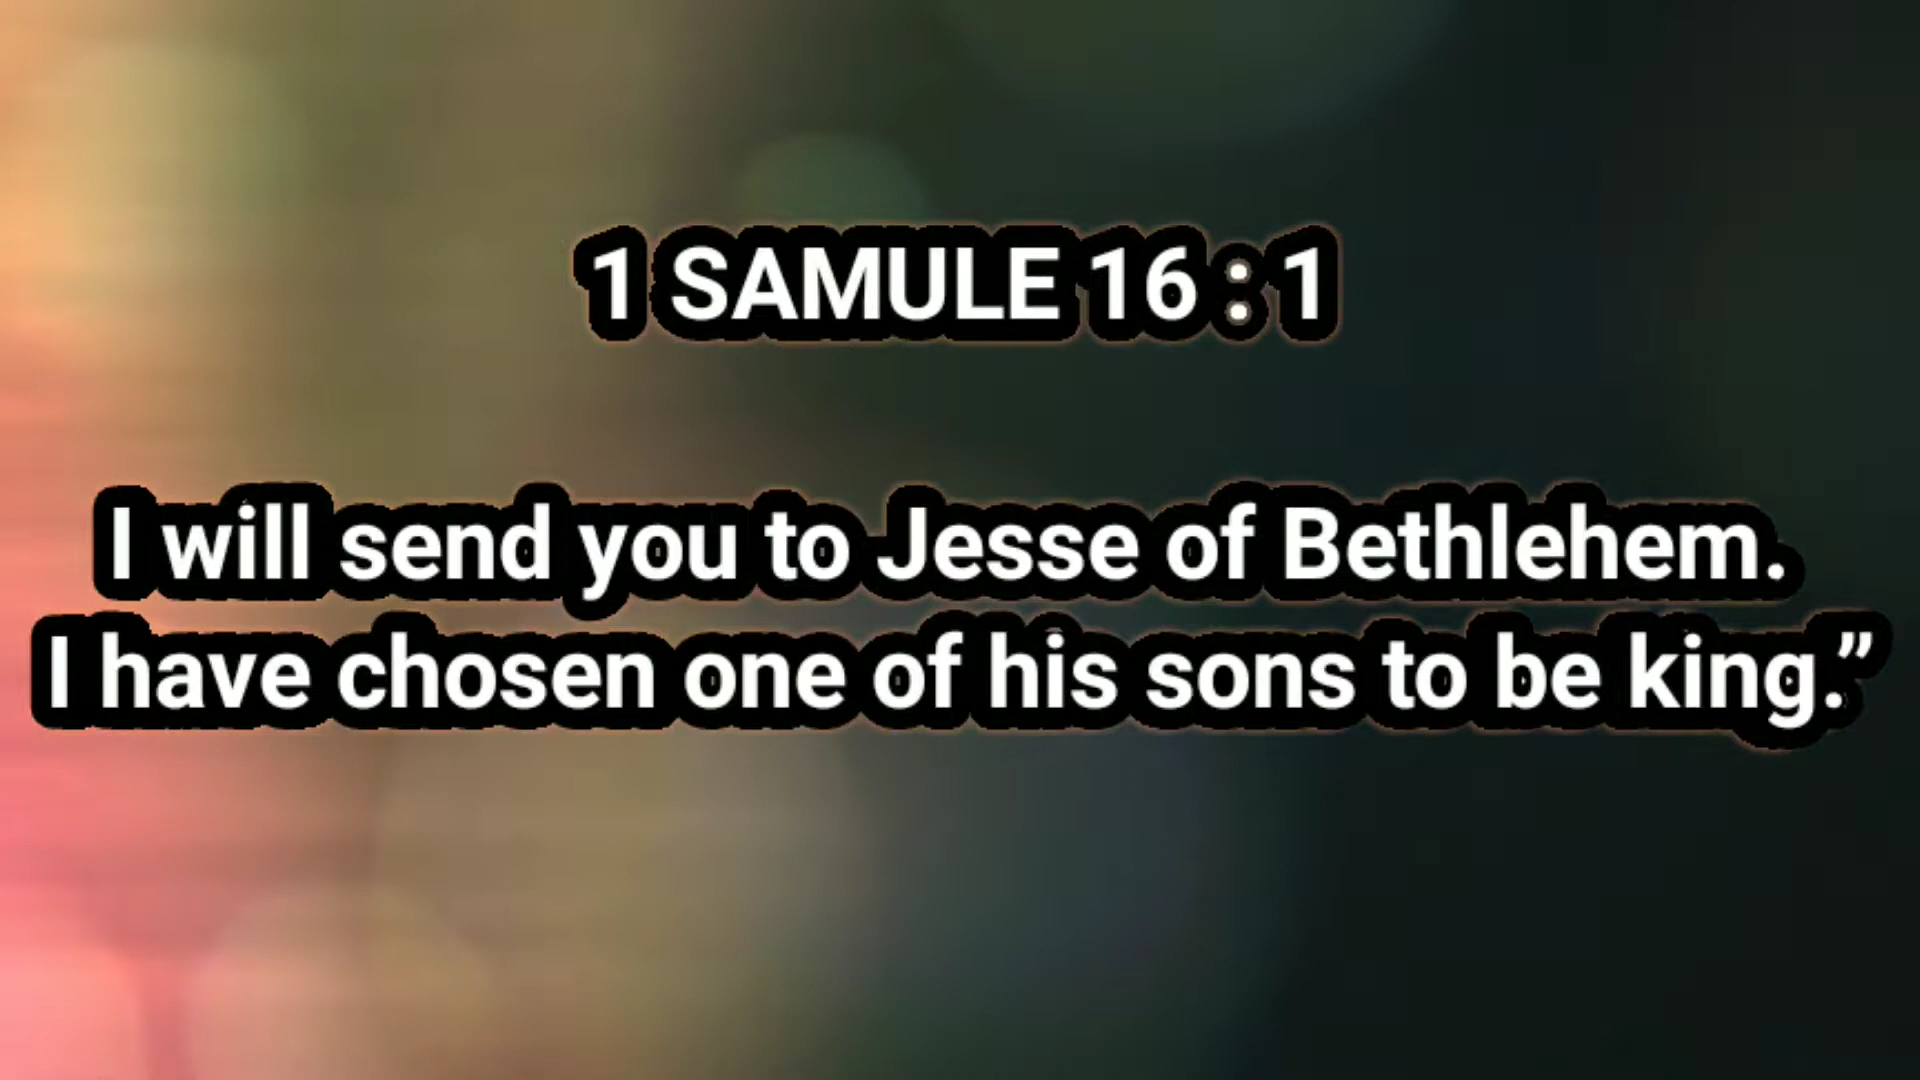 1 SAMULE 16 : 1
I will send you to Jesse of Bethlehem.
I have chosen one of his sons to be king.”